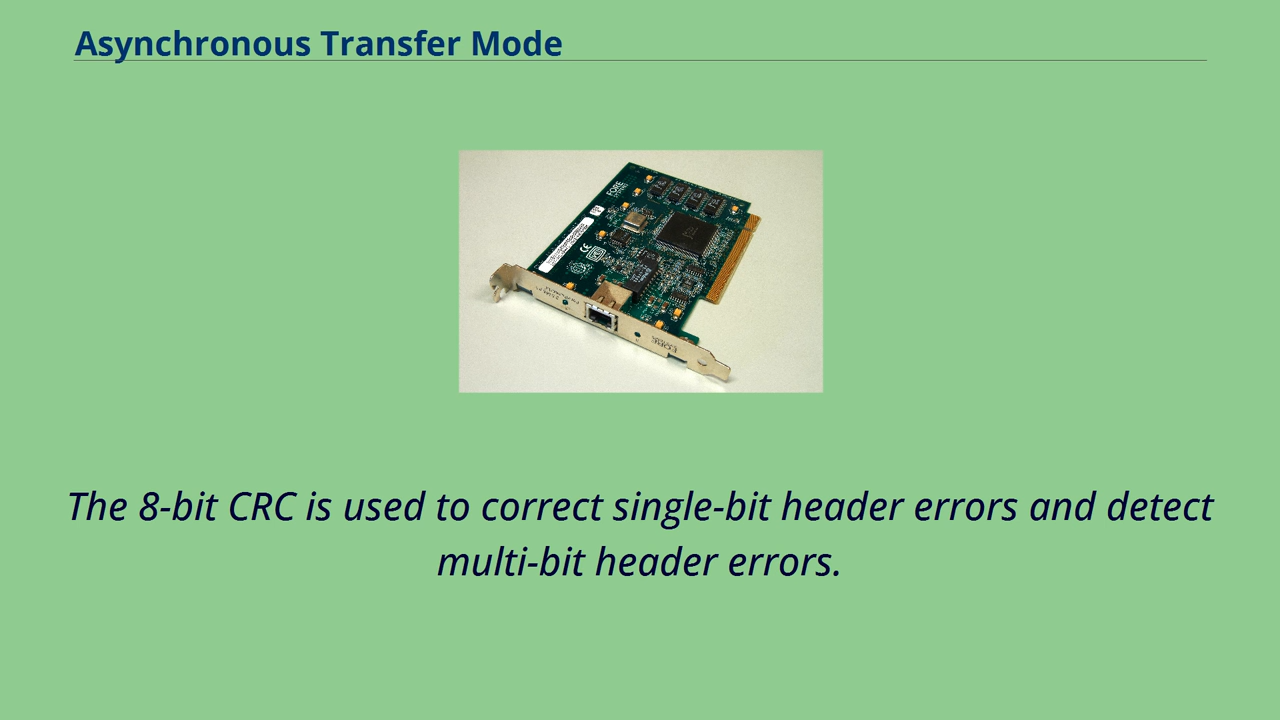 Asynchronous Transfer Mode
FORE
The 8-bit CRC is used to correct single-bit header errors and detect
multi-bit header errors.